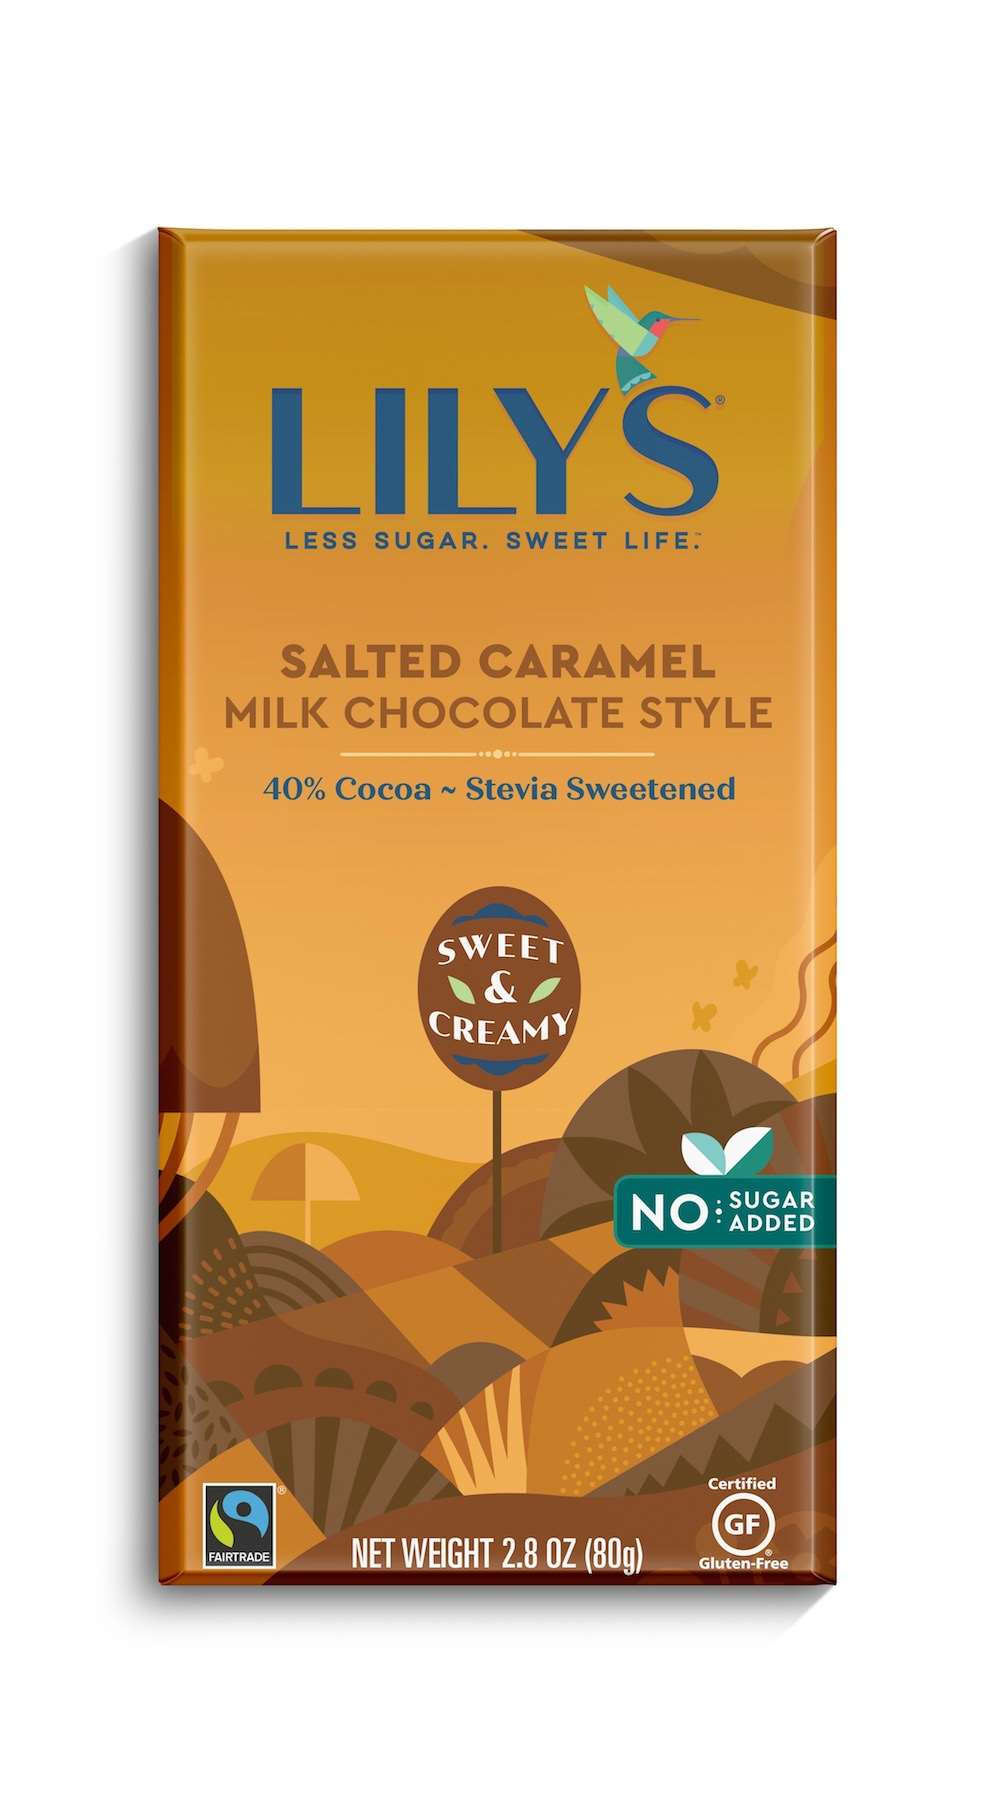 LILY'S®
LESS SUGAR. SWEET LIFE.™
SALTED CARAMEL
MILK CHOCOLATE STYLE
40% Cocoa ~ Stevia Sweetened
SWEET
&
CREAMY
NO: SUGAR
ADDED
FAIRTRADE
®
NET WEIGHT 2.8 OZ (80g)
Certified
GF
®
Gluten-Free